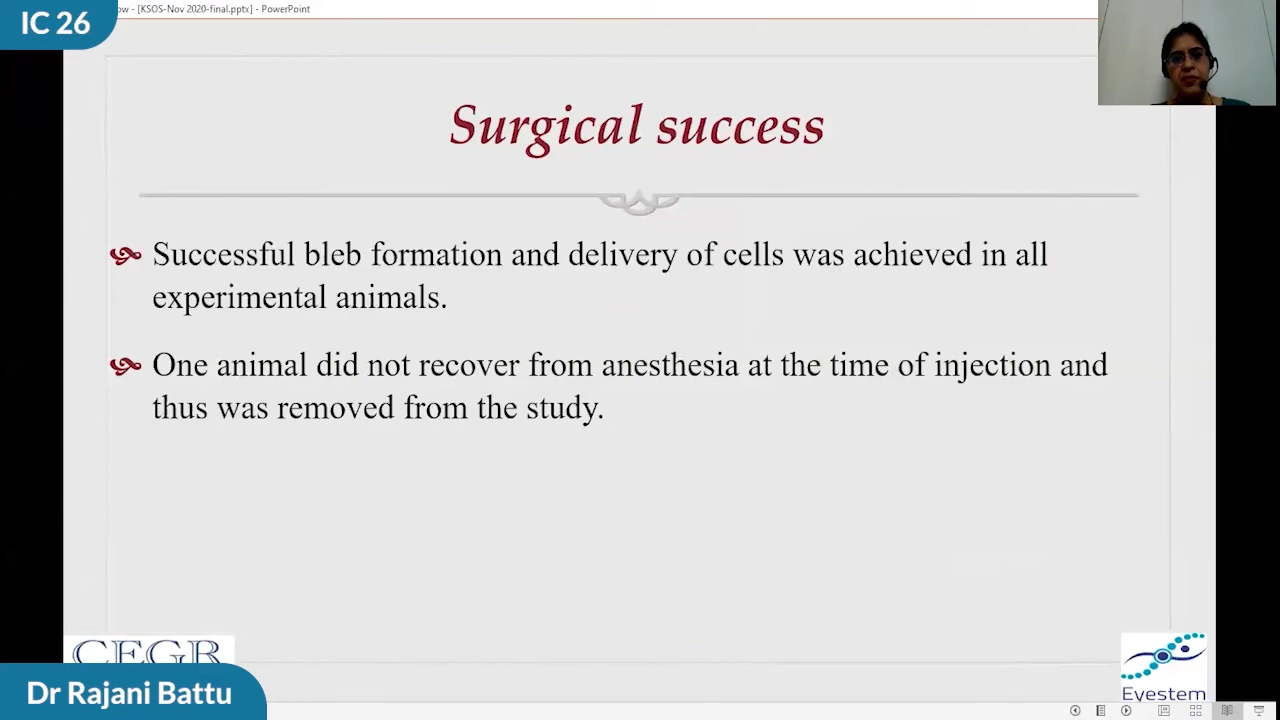 IC 26
ow - [KSOS-Nov 2020-final.pptx] - PowerPoint
Surgical success
Successful bleb formation and delivery of cells was achieved in all
experimental animals.
One animal did not recover from anesthesia at the time of injection and
thus was removed from the study.
CEGR
Eyestem
Dr Rajani Battu